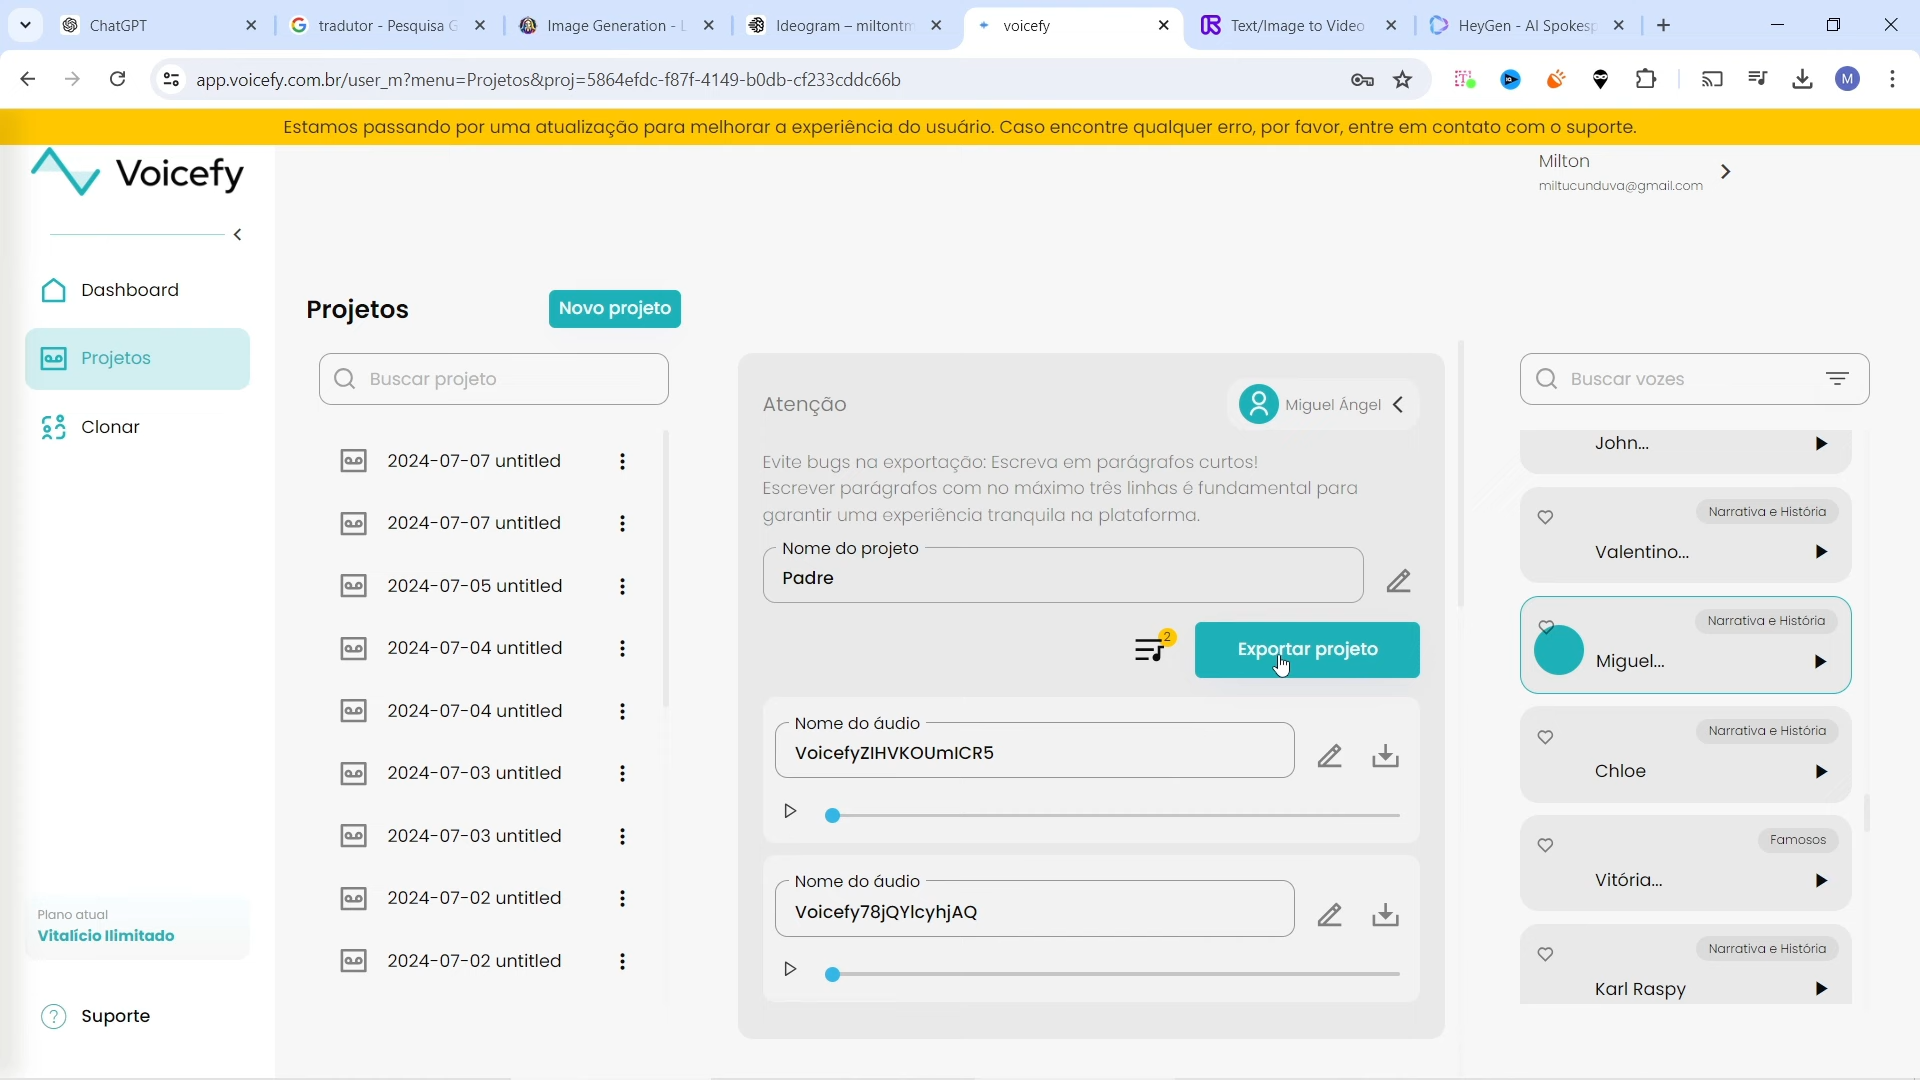 ChatGPT
tradutor - Pesquisa G
Image Generation - L
Ideogram – miltontm
voicefy
Text/Image to Video
HeyGen - AI Spokesp
app.voicefy.com.br/user_m?menu=Projetos&proj=5864efdc-f87f-4149-b0db-cf233cddc66b
M
Estamos passando por uma atualização para melhorar a experiência do usuário. Caso encontre qualquer erro, por favor, entre em contato com o suporte.
Voicefy
Milton
miltucunduva@gmail.com
Dashboard
Projetos
Clonar
Plano atual
Vitalício Ilimitado
Suporte
Projetos
Novo projeto
Buscar projeto
2024-07-07 untitled
2024-07-07 untitled
2024-07-05 untitled
2024-07-04 untitled
2024-07-04 untitled
2024-07-03 untitled
2024-07-03 untitled
2024-07-02 untitled
2024-07-02 untitled
Atenção
Miguel Ángel
Evite bugs na exportação: Escreva em parágrafos curtos!
Escrever parágrafos com no máximo três linhas é fundamental para
garantir uma experiência tranquila na plataforma.
Nome do projeto
Padre
2
Exportar projeto
Nome do áudio
VoicefyZIHVKOUmICR5
Nome do áudio
Voicefy78jQYlcyhjAQ
Buscar vozes
John...
Narrativa e História
Valentino...
Narrativa e História
Miguel...
Narrativa e História
Chloe
Famosos
Vitória...
Narrativa e História
Karl Raspy